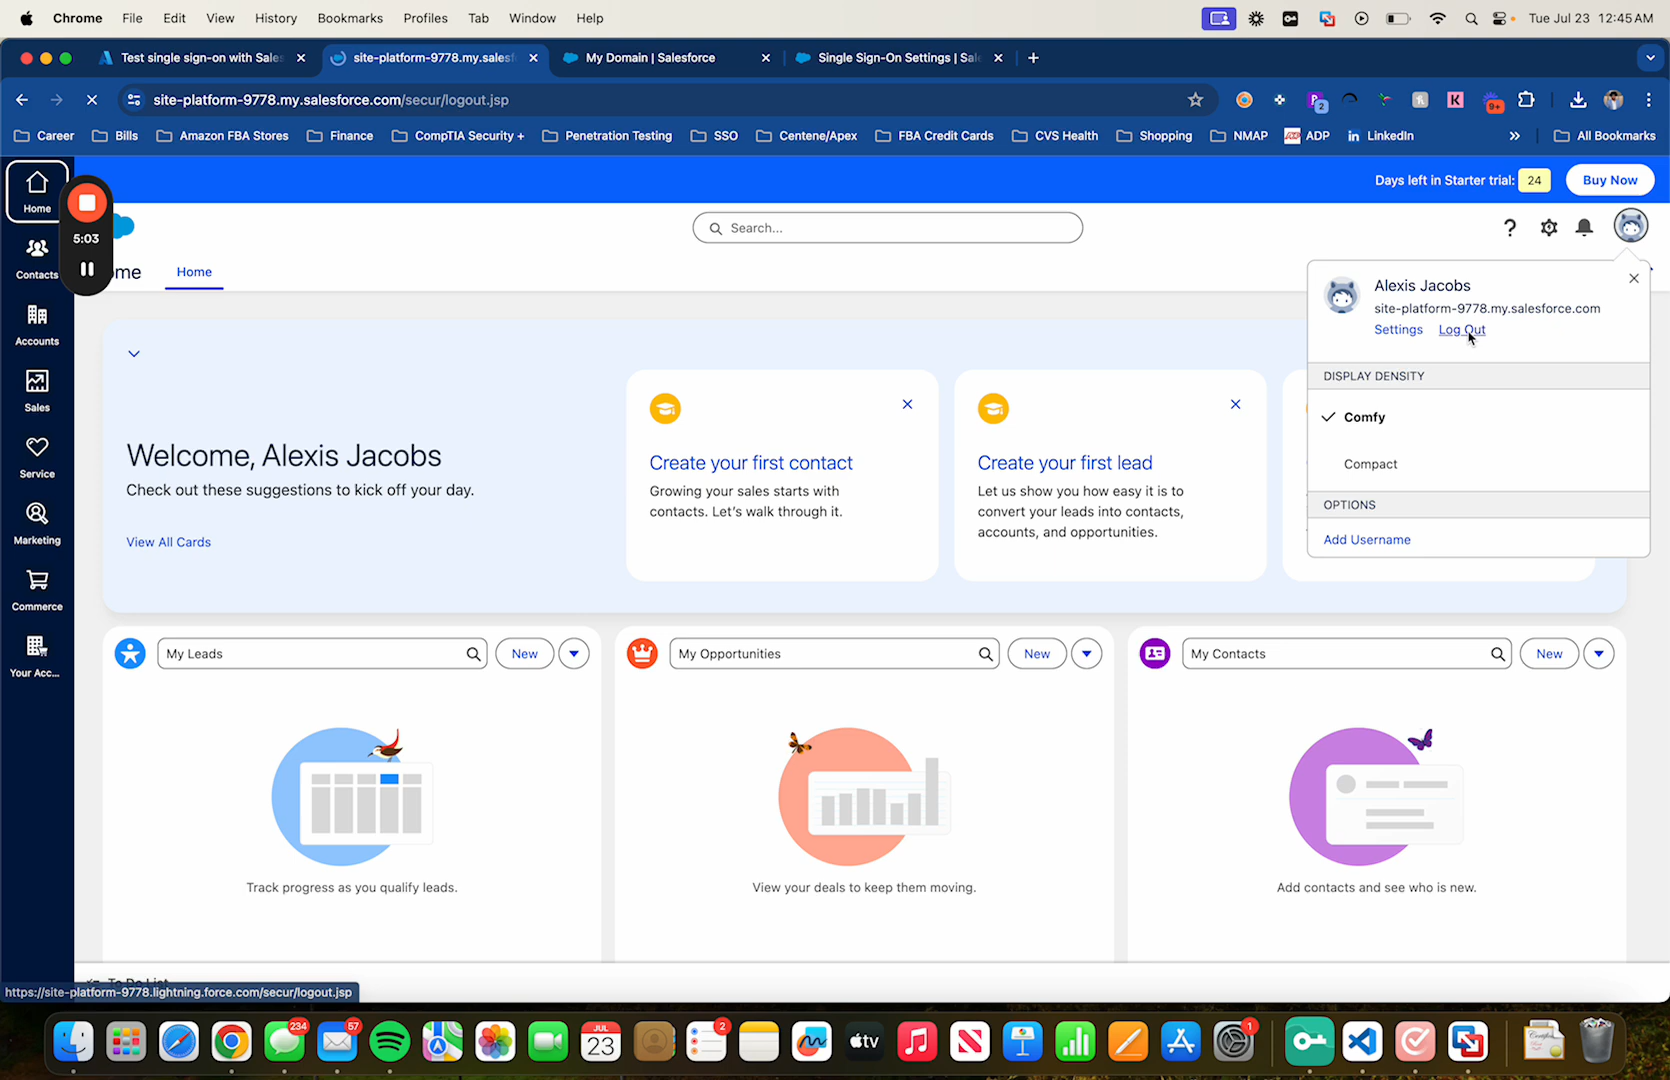 Chrome File Edit View History Bookmarks Profiles Tab Window Help
Tue Jul 23 12:45 AM
Test single sign-on with Sales
site-platform-9778.my.salesf
My Domain | Salesforce
Single Sign-On Settings | Sal
site-platform-9778.my.salesforce.com/secur/logout.jsp
2
9+
K
Career
Bills
Amazon FBA Stores
Finance
CompTIA Security +
Penetration Testing
SSO
Centene/Apex
FBA Credit Cards
CVS Health
Shopping
NMAP
ADP
LinkedIn
All Bookmarks
Days left in Starter trial: 24
Buy Now
Home
Contacts
Accounts
Sales
Service
Marketing
Commerce
Your Acc...
5:03
Search...
ome
Home
Alexis Jacobs
site-platform-9778.my.salesforce.com
Settings Log Out
DISPLAY DENSITY
Comfy
Compact
OPTIONS
Add Username
Welcome, Alexis Jacobs
Check out these suggestions to kick off your day.
View All Cards
Create your first contact
Growing your sales starts with
contacts. Let's walk through it.
Create your first lead
Let us show you how easy it is to
convert your leads into contacts,
accounts, and opportunities.
My Leads
New
My Opportunities
New
My Contacts
New
Track progress as you qualify leads.
View your deals to keep them moving.
Add contacts and see who is new.
To Do List
https://site-platform-9778.lightning.force.com/secur/logout.jsp
234
57
JUL
23
2
tv
1